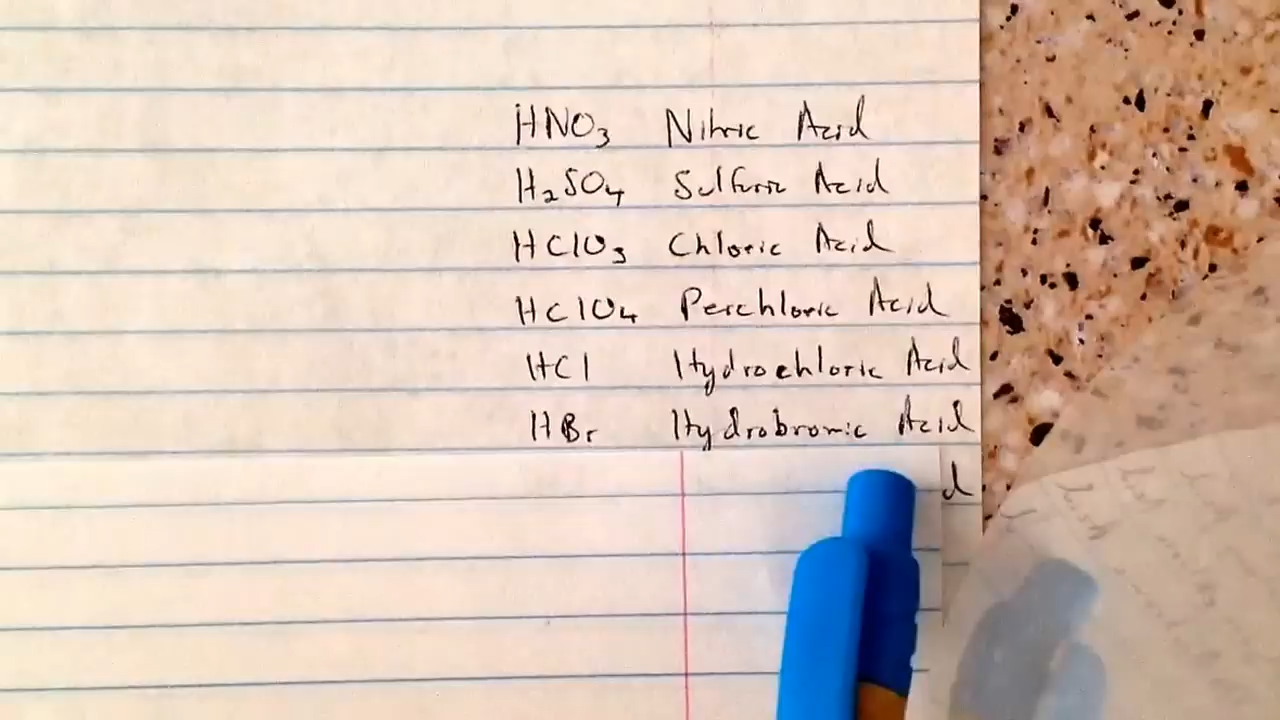 HNO₃ Nitric Acid
H₂SO₄ Sulfuric Acid
HClO₃ Chloric Acid
HClO₄ Perchloric Acid
HCl Hydrochloric Acid
HBr Hydrobromic Acid
d